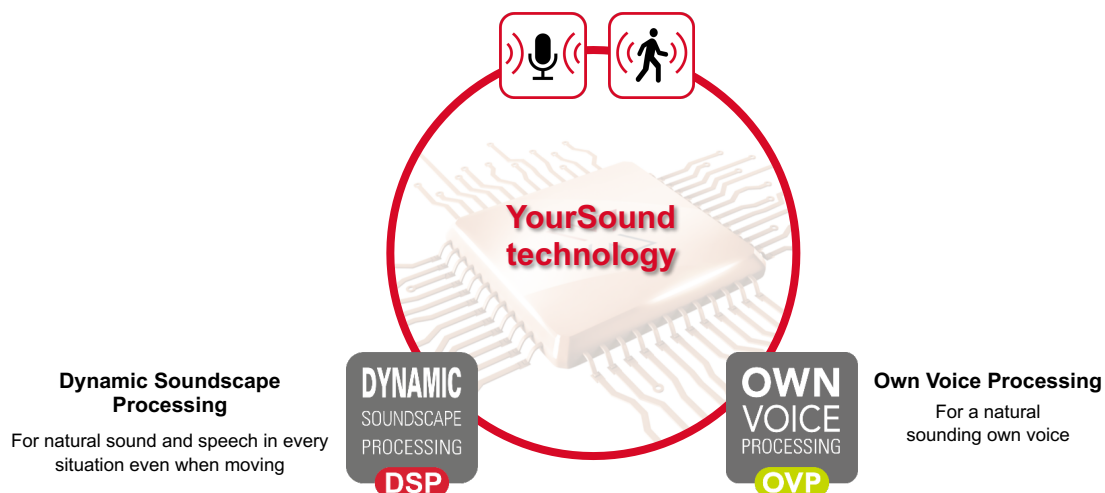 YourSound
technology
Dynamic Soundscape
Processing
For natural sound and speech in every
situation even when moving
DYNAMIC
SOUNDSCAPE
PROCESSING
DSP
OWN
VOICE
PROCESSING
OVP
Own Voice Processing
For a natural
sounding own voice